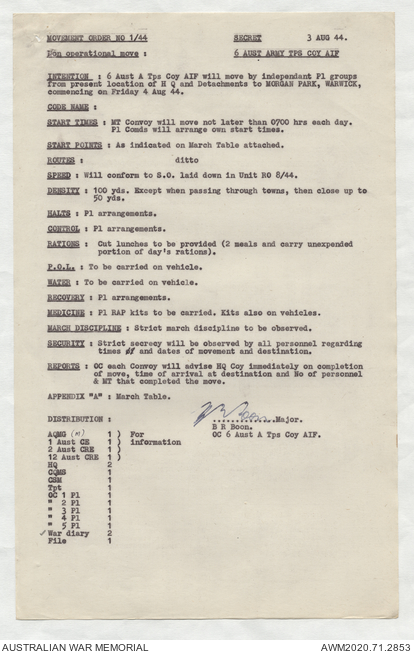 MOVEMENT ORDER NO 1/44 SECRET 3 AUG 44.
Non operational move : 6 AUST ARMY TPS COY AIF
INTENTION : 6 Aust A Tps Coy AIF will move by independant Pl groups
from present location of H Q and Detachments to MORGAN PARK, WARWICK,
commencing on Friday 4 Aug 44.
CODE NAME :
START TIMES : MT Convoy will move not later than 0700 hrs each day.
Pl Comds will arrange own start times.
START POINTS : As indicated on March Table attached.
ROUTES : ditto
SPEED : Will conform to S.O. laid down in Unit RO 8/44.
DENSITY : 100 yds. Except when passing through towns, then close up to
50 yds.
HALTS : Pl arrangements.
CONTROL : Pl arrangements.
RATIONS : Cut lunches to be provided (2 meals and carry unexpended
portion of day's rations).
P.O.L. : To be carried on vehicle.
WATER : To be carried on vehicle.
RECOVERY : Pl arrangements.
MEDICINE : Pl RAP kits to be carried. Kits also on vehicles.
MARCH DISCIPLINE : Strict march discipline to be observed.
SECURITY : Strict secrecy will be observed by all personnel regarding
times and dates of movement and destination.
REPORTS : OC each Convoy will advise HQ Coy immediately on completion
of move, time of arrival at destination and No of personnel
& MT that completed the move.
APPENDIX "A" : March Table.
B R Boon
DISTRIBUTION : .............Major.
B R Boon.
AQMG (M) 1 ) For OC 6 Aust A Tps Coy AIF.
1 Aust CE 1 ) information
2 Aust CRE 1 )
12 Aust CRE 1 )
HQ 2
CQMS 1
CSM 1
Tpt 1
OC 1 Pl 1
" 2 Pl 1
" 3 Pl 1
" 4 Pl 1
" 5 Pl 1
✓ War diary 2
File 1
AUSTRALIAN WAR MEMORIAL AWM2020.71.2853